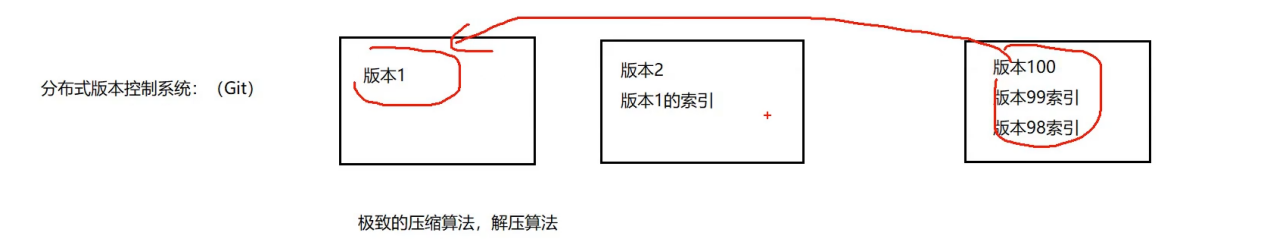 分布式版本控制系统：（Git）
版本1
版本2
版本1的索引
版本100
版本99索引
版本98索引
极致的压缩算法，解压算法